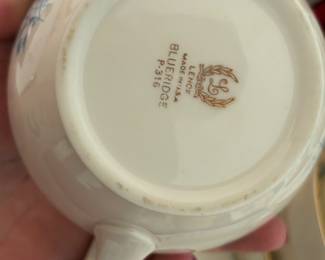 L
LENOX
MADE IN U.S.A.
BLUERIDGE
P-316